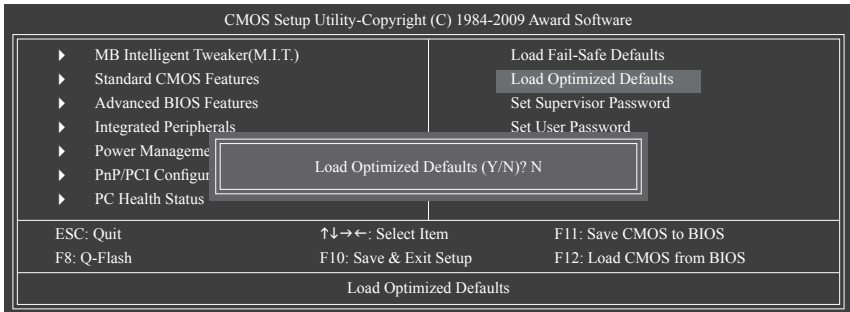 CMOS Setup Utility-Copyright (C) 1984-2009 Award Software
MB Intelligent Tweaker(M.I.T.)
Standard CMOS Features
Advanced BIOS Features
Integrated Peripherals
Power Manageme
PnP/PCI Configur
PC Health Status
Load Fail-Safe Defaults
Load Optimized Defaults
Set Supervisor Password
Set User Password
Load Optimized Defaults (Y/N)? N
ESC: Quit ↑↓→←: Select Item F11: Save CMOS to BIOS
F8: Q-Flash F10: Save & Exit Setup F12: Load CMOS from BIOS
Load Optimized Defaults